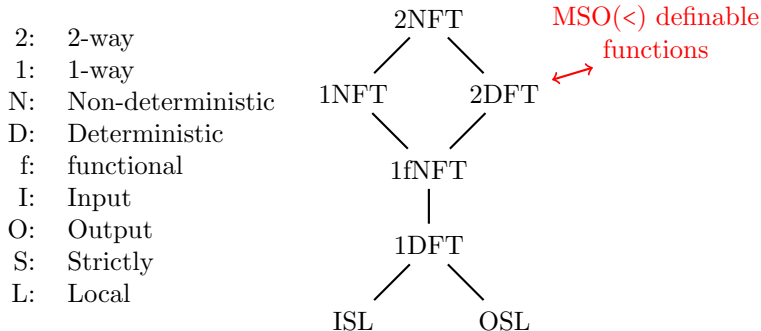 2: 2-way
1: 1-way
N: Non-deterministic
D: Deterministic
f: functional
I: Input
O: Output
S: Strictly
L: Local
2NFT
MSO(<) definable
functions
1NFT 2DFT
1fNFT
1DFT
ISL OSL